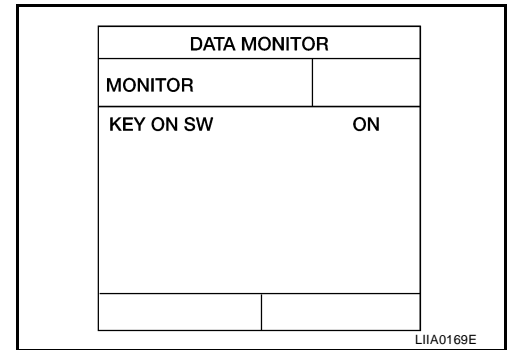 DATA MONITOR
MONITOR
KEY ON SW ON
LIIA0169E